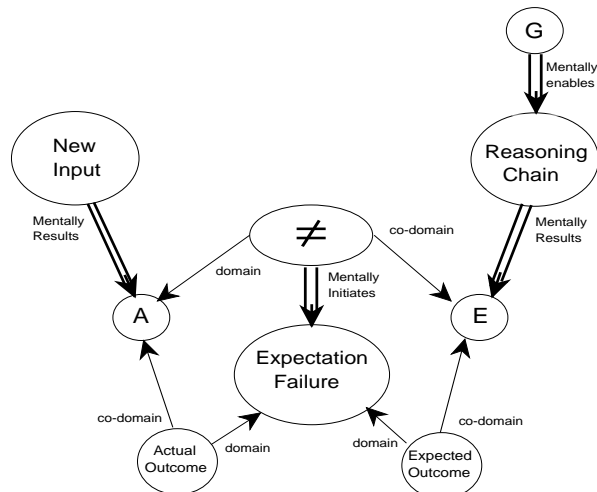 G
Mentally
enables
New
Input
Reasoning
Chain
Mentally
Results
≠
co-domain
Mentally
Results
domain
Mentally
Initiates
A
E
Expectation
Failure
co-domain
co-domain
Actual
Outcome
domain
domain
Expected
Outcome